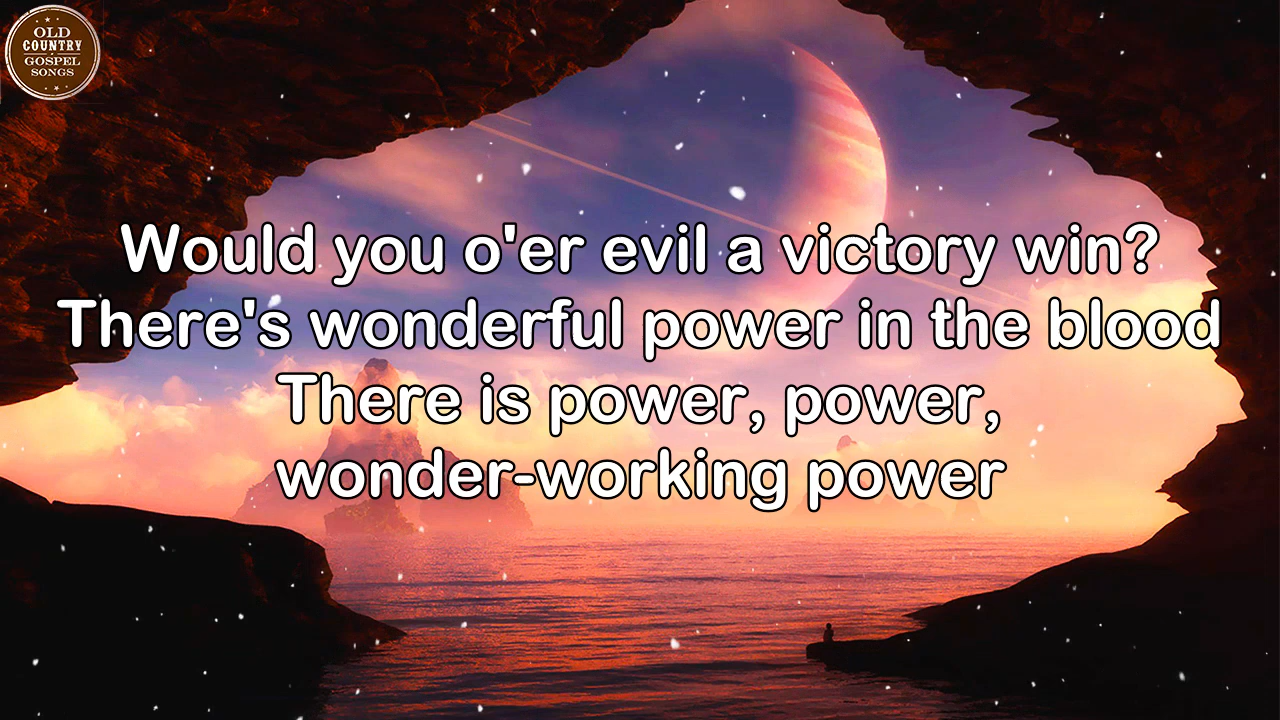 OLD
COUNTRY
GOSPEL
SONGS
Would you o'er evil a victory win?
There's wonderful power in the blood
There is power, power,
wonder-working power